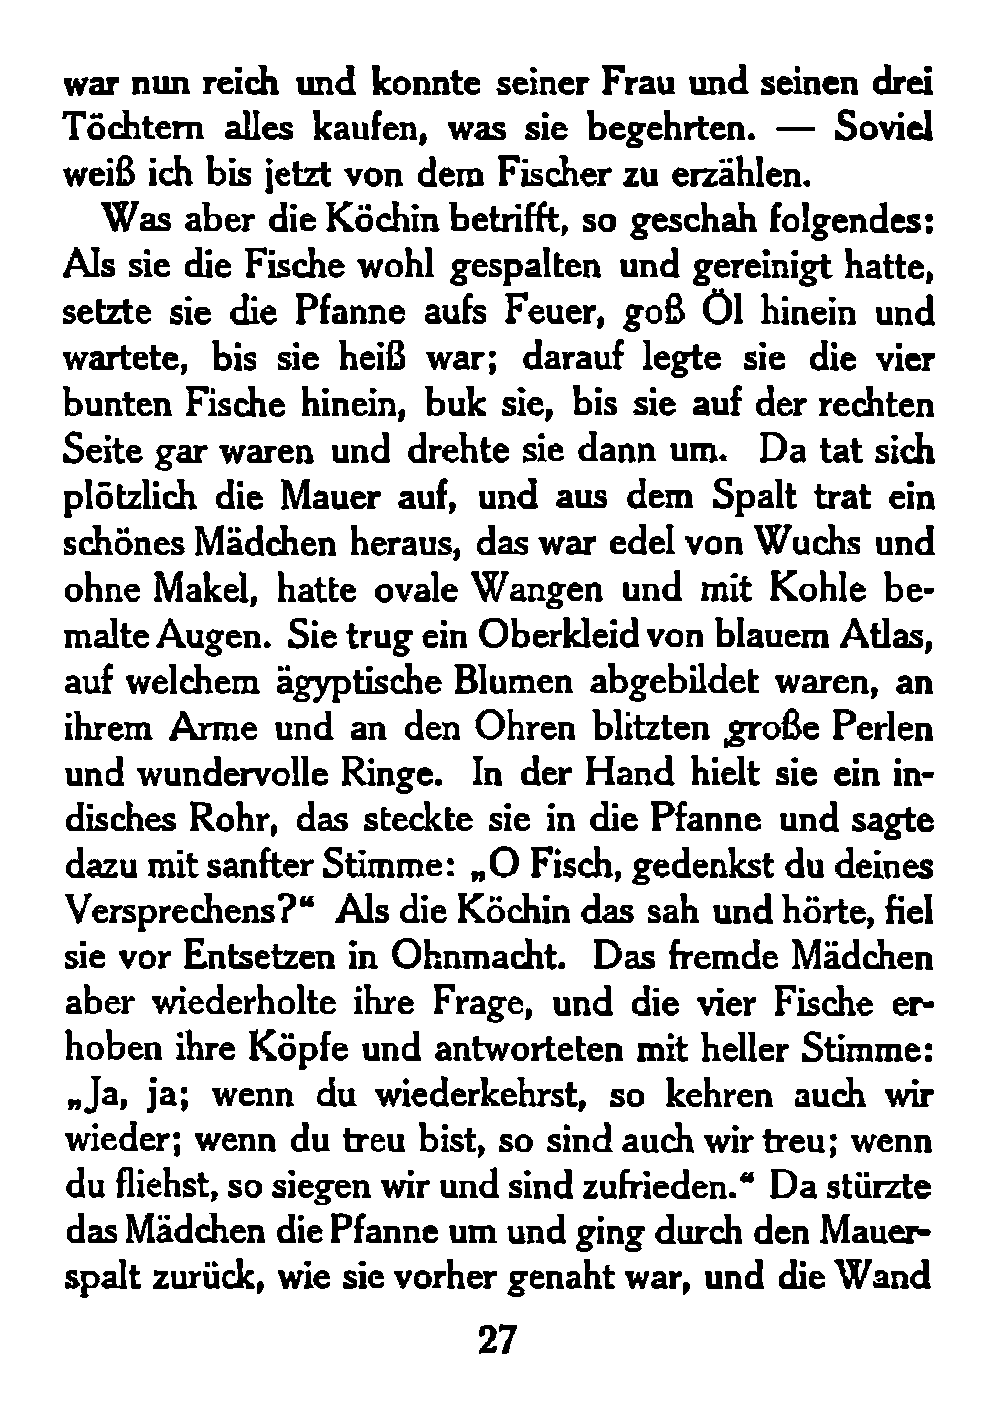 war nun reich und konnte seiner Frau und seinen drei
Töchtern alles kaufen, was sie begehrten. — Soviel
weiß ich bis jetzt von dem Fischer zu erzählen.
Was aber die Köchin betrifft, so geschah folgendes:
Als sie die Fische wohl gespalten und gereinigt hatte,
setzte sie die Pfanne aufs Feuer, goß Öl hinein und
wartete, bis sie heiß war; darauf legte sie die vier
bunten Fische hinein, buk sie, bis sie auf der rechten
Seite gar waren und drehte sie dann um. Da tat sich
plötzlich die Mauer auf, und aus dem Spalt trat ein
schönes Mädchen heraus, das war edel von Wuchs und
ohne Makel, hatte ovale Wangen und mit Kohle be-
malte Augen. Sie trug ein Oberkleid von blauem Atlas,
auf welchem ägyptische Blumen abgebildet waren, an
ihrem Arme und an den Ohren blitzten große Perlen
und wundervolle Ringe. In der Hand hielt sie ein in-
disches Rohr, das steckte sie in die Pfanne und sagte
dazu mit sanfter Stimme: „O Fisch, gedenkst du deines
Versprechens?“ Als die Köchin das sah und hörte, fiel
sie vor Entsetzen in Ohnmacht. Das fremde Mädchen
aber wiederholte ihre Frage, und die vier Fische er-
hoben ihre Köpfe und antworteten mit heller Stimme:
„Ja, ja; wenn du wiederkehrst, so kehren auch wir
wieder; wenn du treu bist, so sind auch wir treu; wenn
du fliehst, so siegen wir und sind zufrieden.“ Da stürzte
das Mädchen die Pfanne um und ging durch den Mauer-
spalt zurück, wie sie vorher genaht war, und die Wand
27